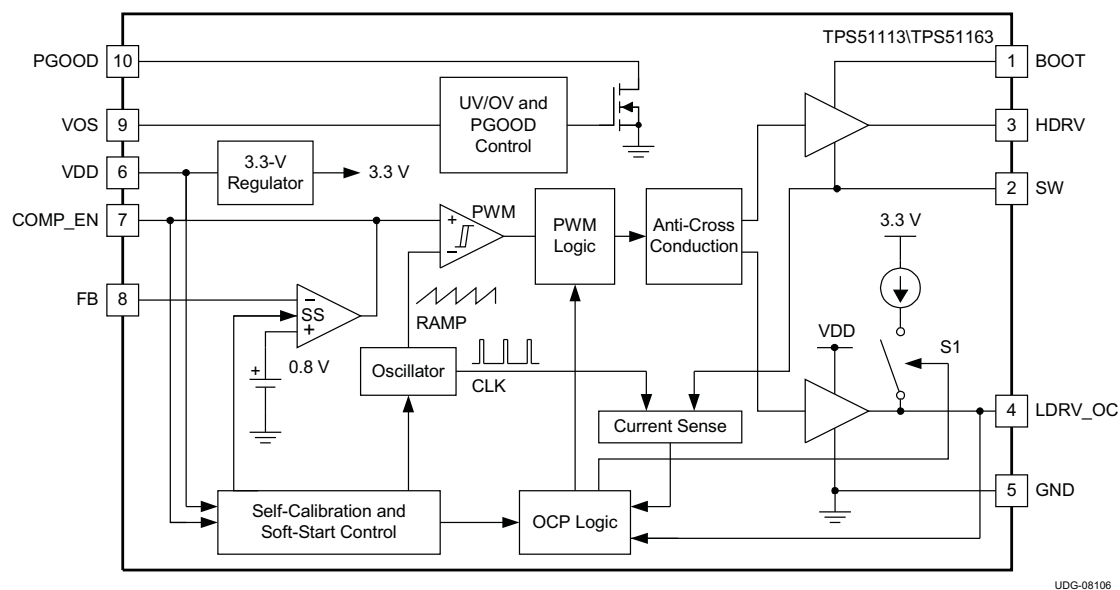 TPS51113\TPS51163
PGOOD 10
1 BOOT
UV/OV and
PGOOD
Control
VOS 9
3 HDRV
VDD 6
3.3-V
Regulator
3.3 V
2 SW
COMP_EN 7
+
−
PWM
PWM
Logic
Anti-Cross
Conduction
3.3 V
FB 8
−
SS
+
RAMP
+
0.8 V
Oscillator
CLK
VDD
S1
Current Sense
4 LDRV_OC
Self-Calibration and
Soft-Start Control
OCP Logic
5 GND
UDG-08106